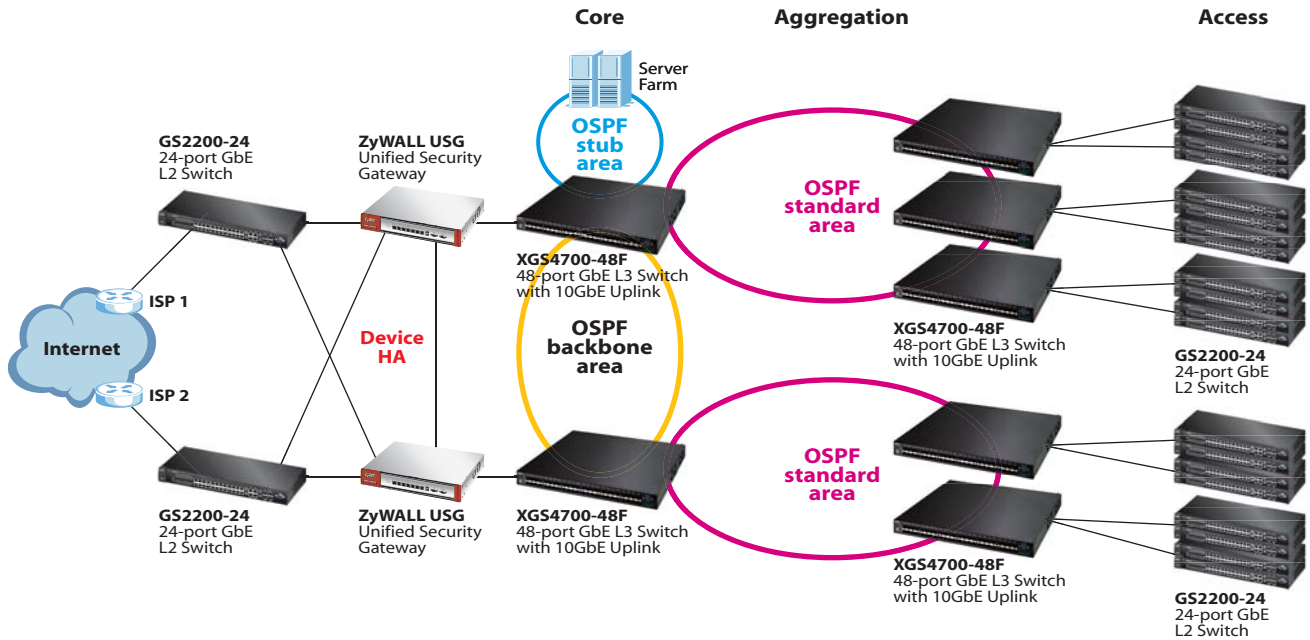 Core
Aggregation
Access
Server
Farm
OSPF
stub
area
GS2200-24
24-port GbE
L2 Switch
ZyWALL USG
Unified Security
Gateway
OSPF
standard
area
XGS4700-48F
48-port GbE L3 Switch
with 10GbE Uplink
ISP 1
Internet
ISP 2
Device
HA
OSPF
backbone
area
XGS4700-48F
48-port GbE L3 Switch
with 10GbE Uplink
GS2200-24
24-port GbE
L2 Switch
OSPF
standard
area
GS2200-24
24-port GbE
L2 Switch
ZyWALL USG
Unified Security
Gateway
XGS4700-48F
48-port GbE L3 Switch
with 10GbE Uplink
XGS4700-48F
48-port GbE L3 Switch
with 10GbE Uplink
GS2200-24
24-port GbE
L2 Switch